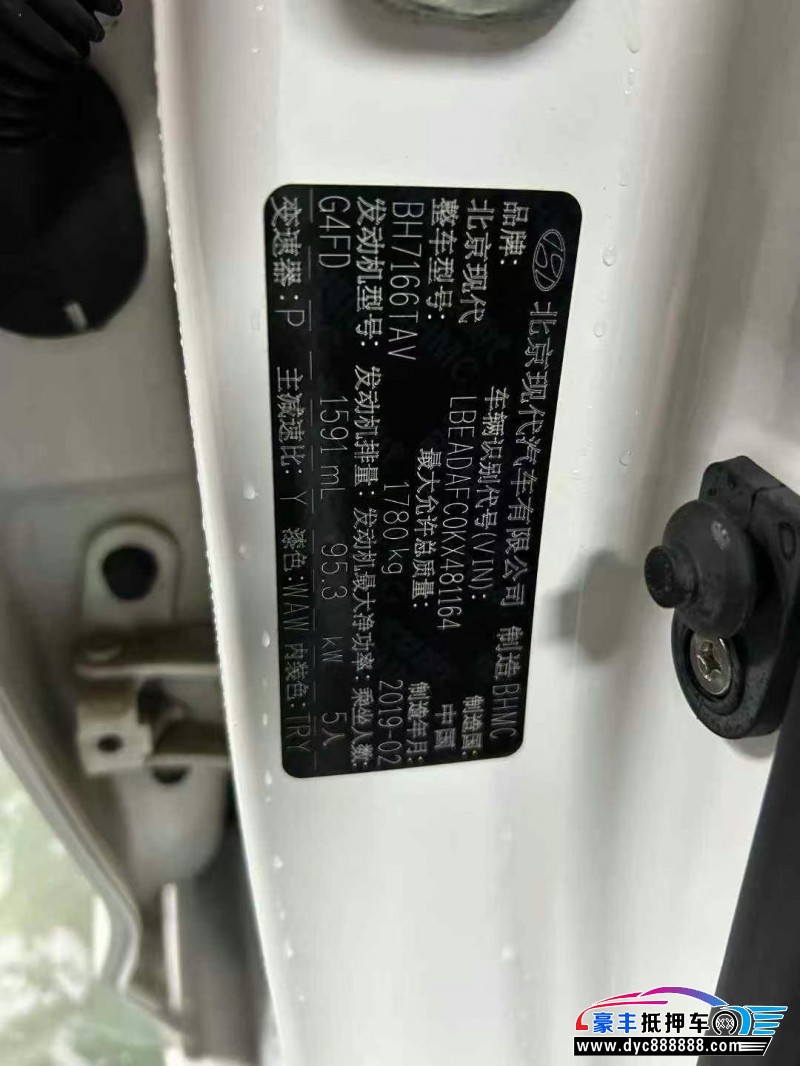 北京现代汽车有限公司 制造 BHMC
品牌: 车辆识别代号(VIN): 制造国:
北京现代 LBEADAFC0KX481164 中国
整车型号: 最大允许总质量: 制造年月:
BH7166TAV 1780kg 2019-02
发动机型号: 发动机排量: 发动机最大净功率: 乘坐人数:
G4FD 1591mL 95.3 kW 5人
变速器: P 主减速比: Y 漆色: WAW 内装色: TRY
豪丰抵押车
www.dyc888888.com